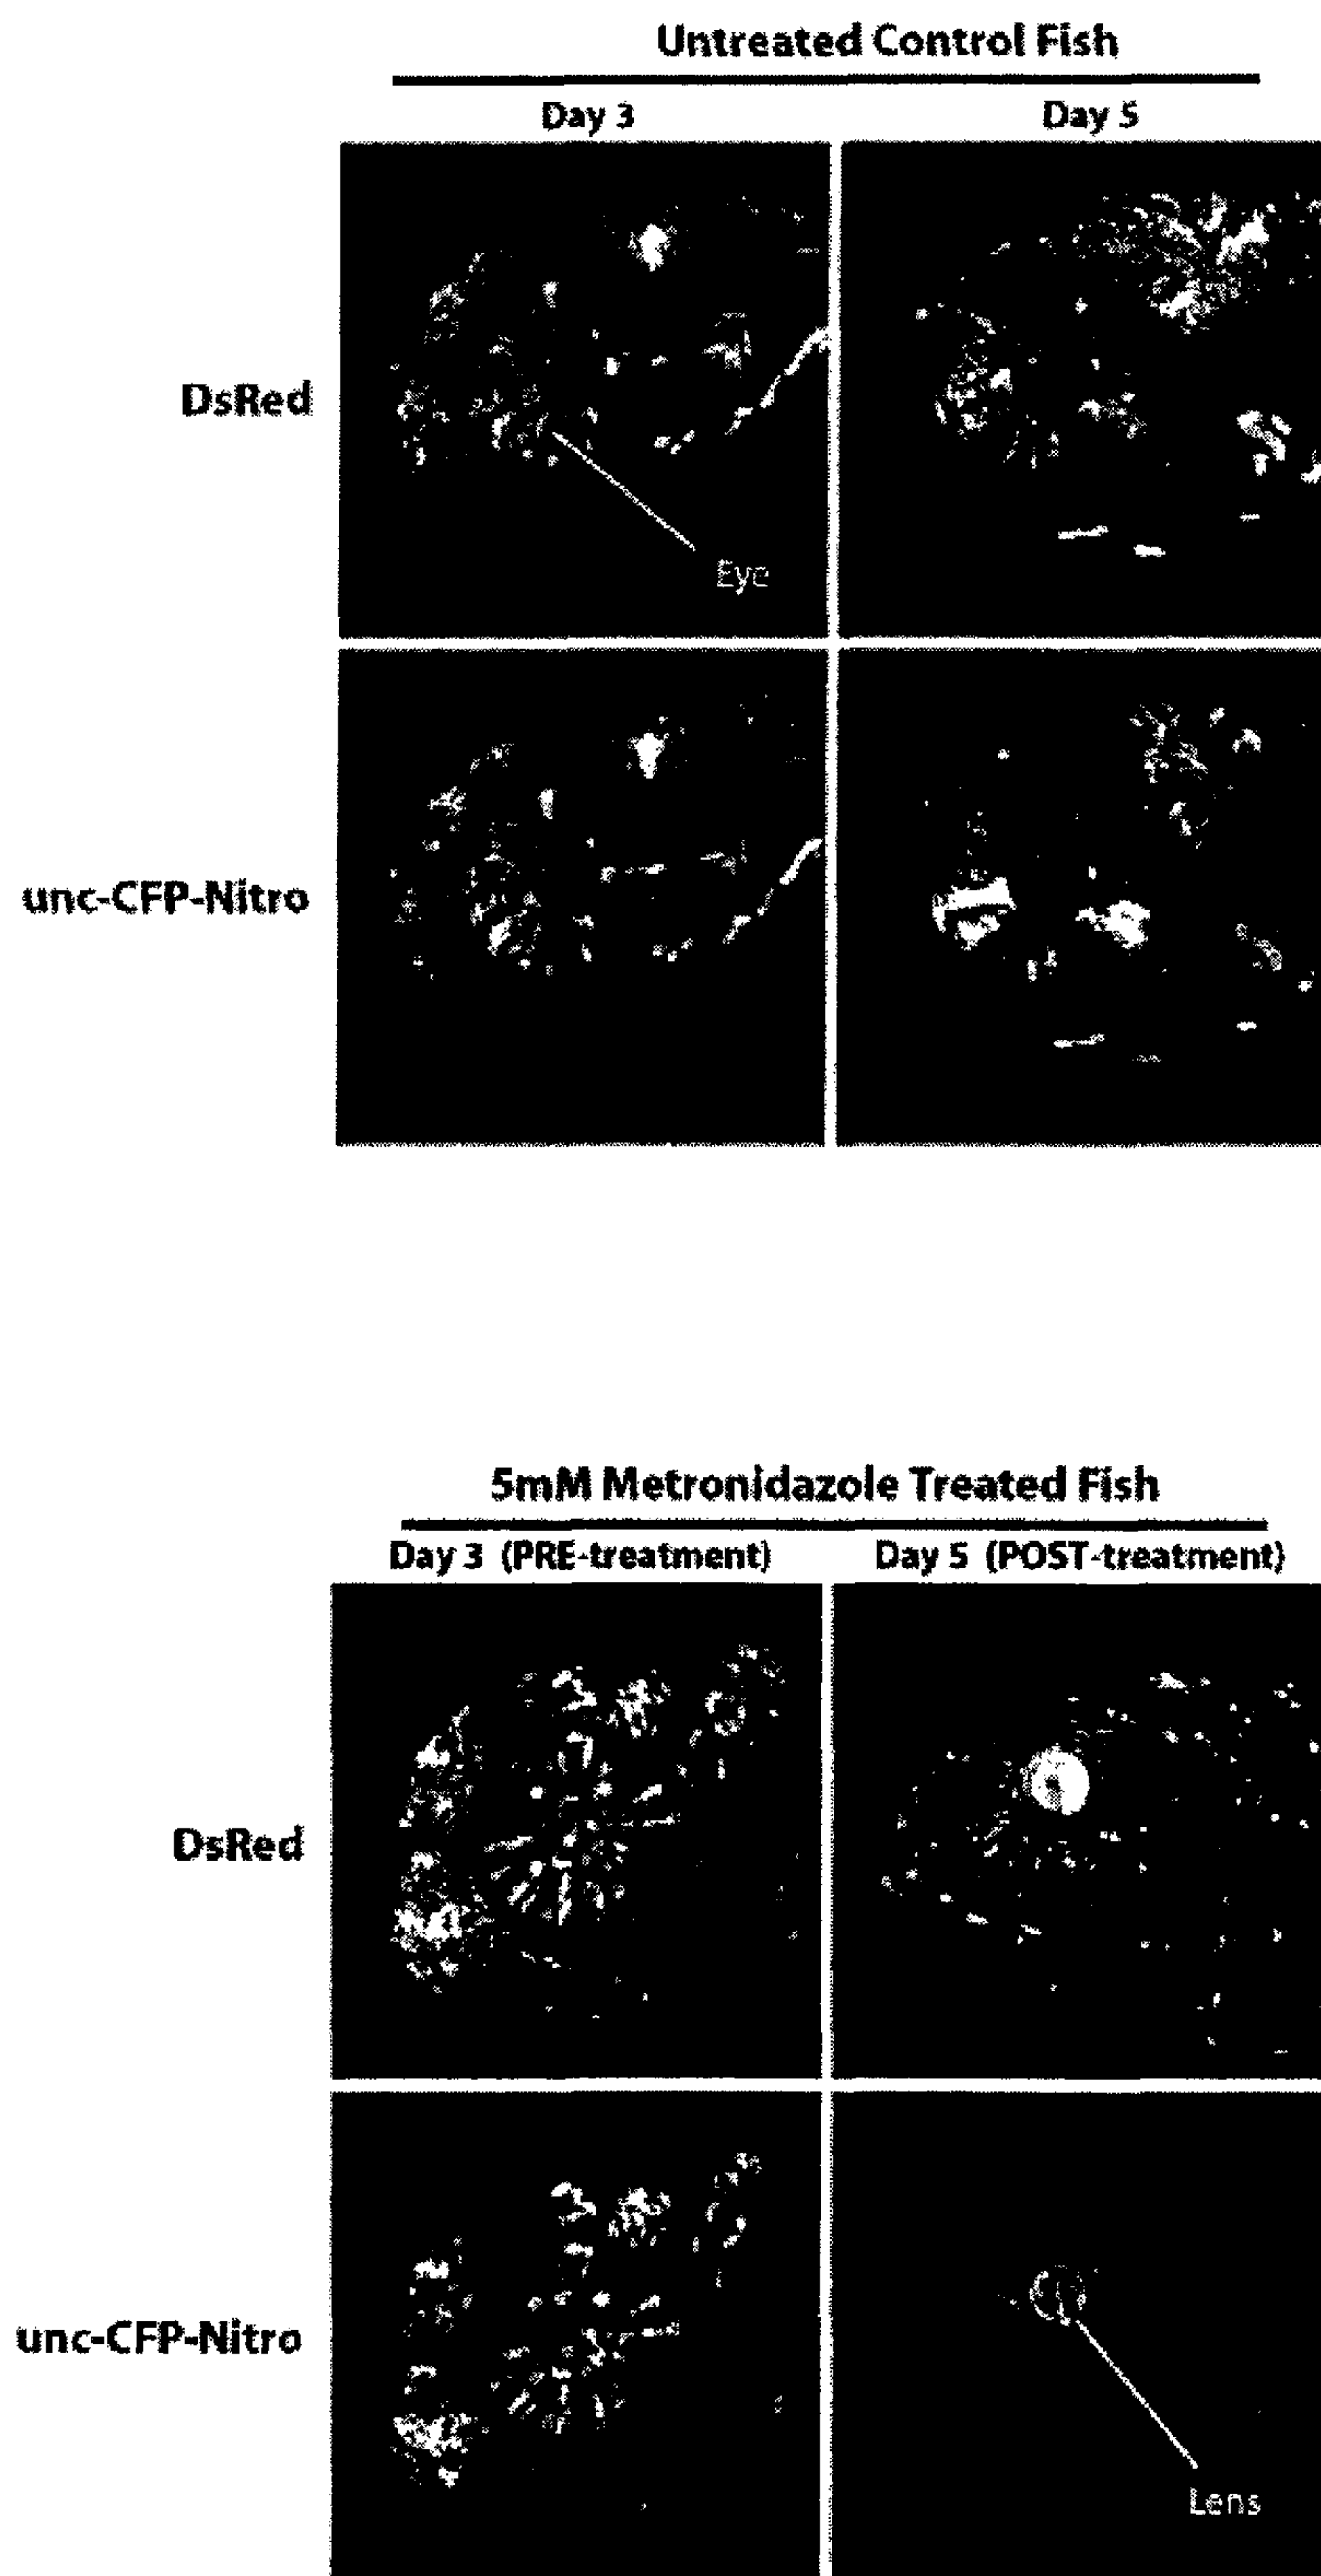 Untreated Control Fish
Day 3
Day 5
DsRed
Eye
unc-CFP-Nitro
5mM Metronidazole Treated Fish
Day 3 (PRE-treatment)
Day 5 (POST-treatment)
DsRed
unc-CFP-Nitro
Lens